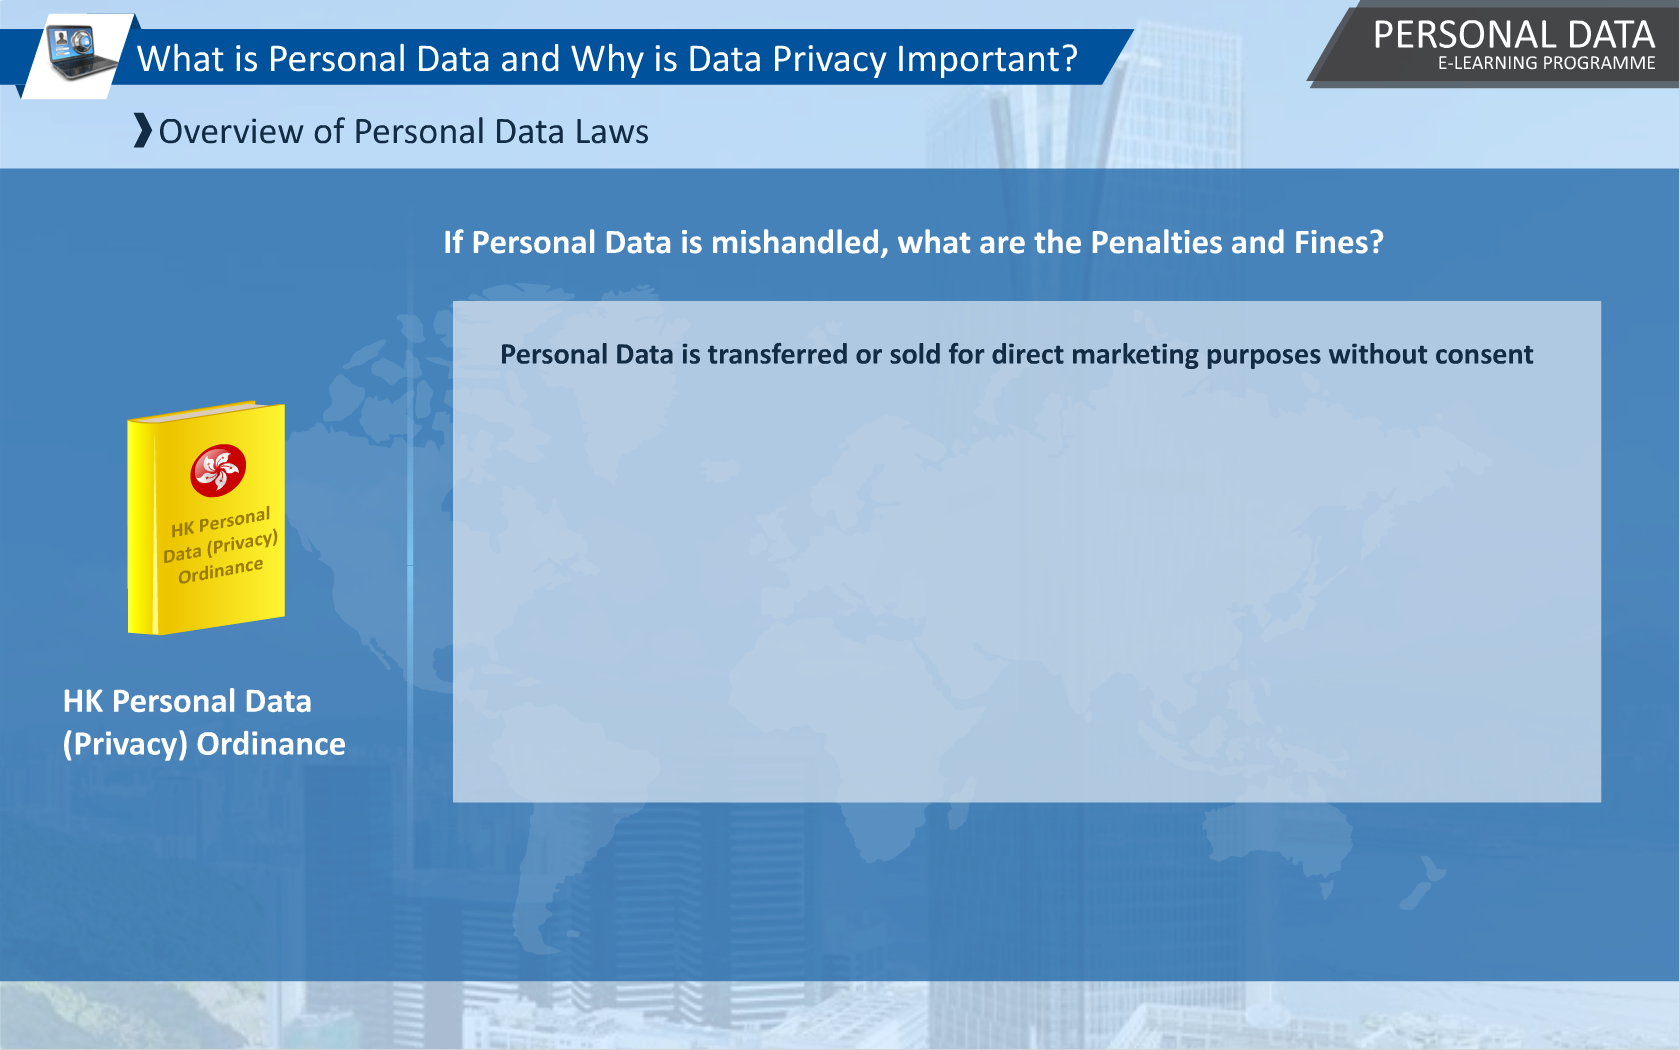 What is Personal Data and Why is Data Privacy Important?
PERSONAL DATA
E-LEARNING PROGRAMME
Overview of Personal Data Laws
If Personal Data is mishandled, what are the Penalties and Fines?
Personal Data is transferred or sold for direct marketing purposes without consent
HK Personal
Data (Privacy)
Ordinance
HK Personal Data
(Privacy) Ordinance